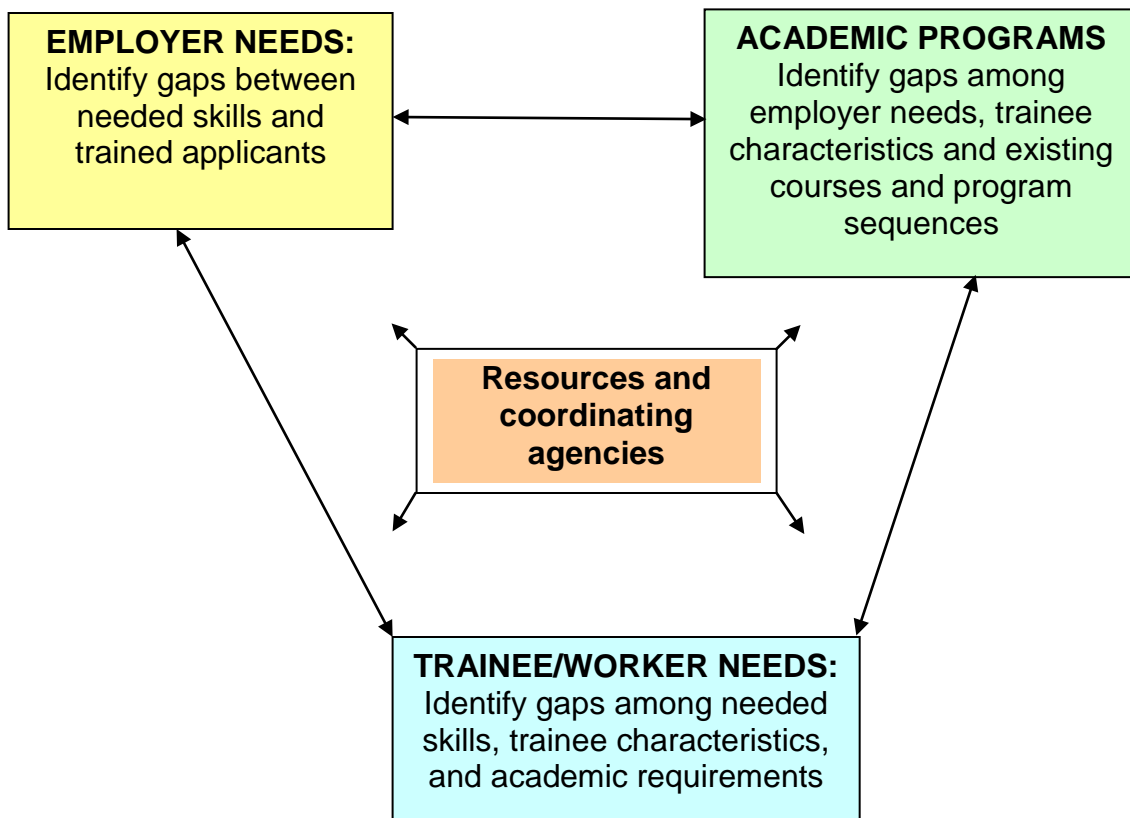 EMPLOYER NEEDS:
Identify gaps between
needed skills and
trained applicants
ACADEMIC PROGRAMS
Identify gaps among
employer needs, trainee
characteristics and existing
courses and program
sequences
Resources and
coordinating
agencies
TRAINEE/WORKER NEEDS:
Identify gaps among needed
skills, trainee characteristics,
and academic requirements